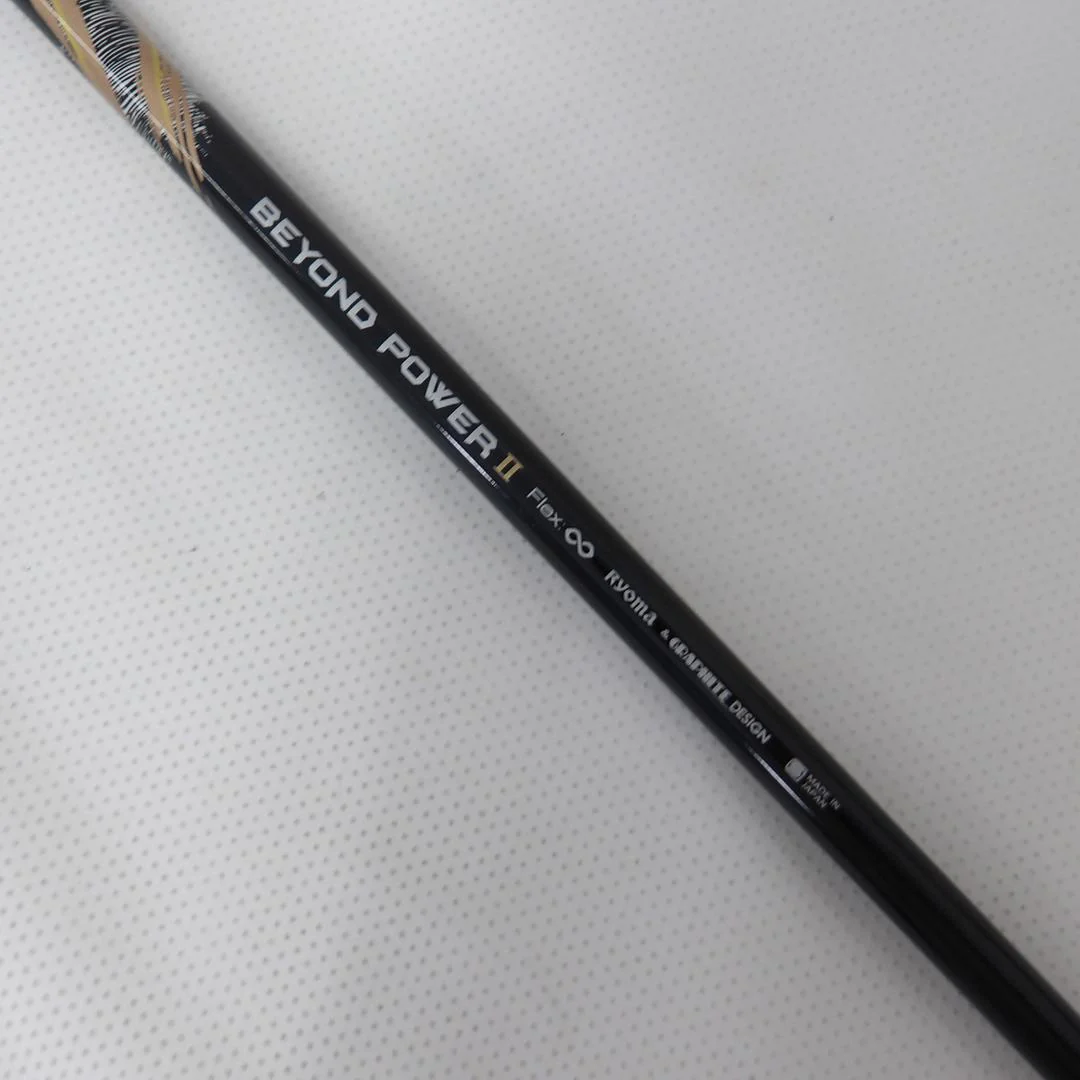 BEYOND POWER II Flex:∞ Ryoma & GRAPHITE DESIGN
MADE IN
JAPAN